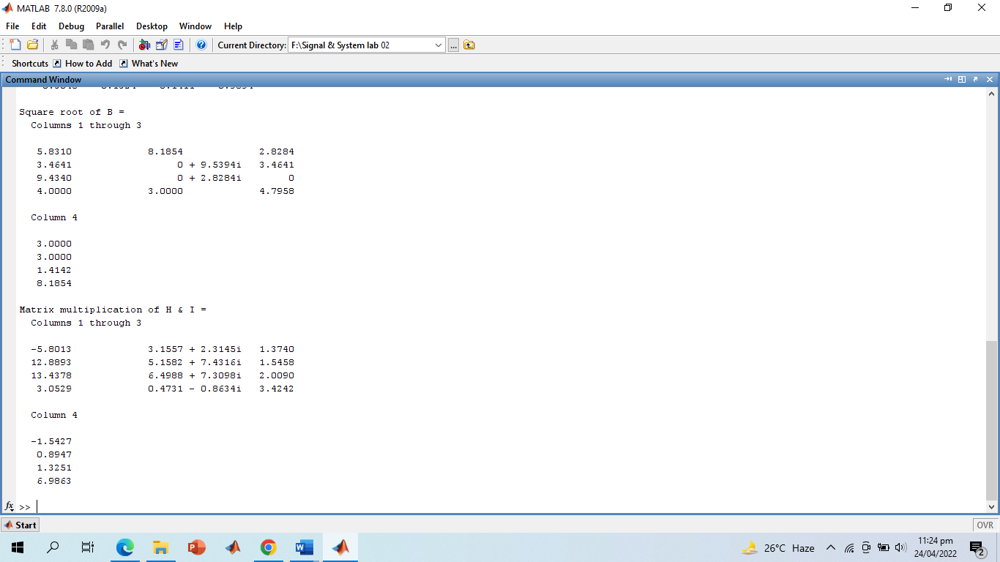 MATLAB 7.8.0 (R2009a)
File Edit Debug Parallel Desktop Window Help
Current Directory: F:\Signal & System lab 02 ...
Shortcuts How to Add What's New
Command Window
Square root of B =
Columns 1 through 3
5.8310 8.1854 2.8284
3.4641 0 + 9.5394i 3.4641
9.4340 0 + 2.8284i 0
4.0000 3.0000 4.7958
Column 4
3.0000
3.0000
1.4142
8.1854
Matrix multiplication of H & I =
Columns 1 through 3
-5.8013 3.1557 + 2.3145i 1.3740
12.8893 5.1582 + 7.4316i 1.5458
13.4378 6.4988 + 7.3098i 2.0090
3.0529 0.4731 - 0.8634i 3.4242
Column 4
-1.5427
0.8947
1.3251
6.9863
fx >>
Start OVR
26°C Haze 11:24 pm
24/04/2022 2